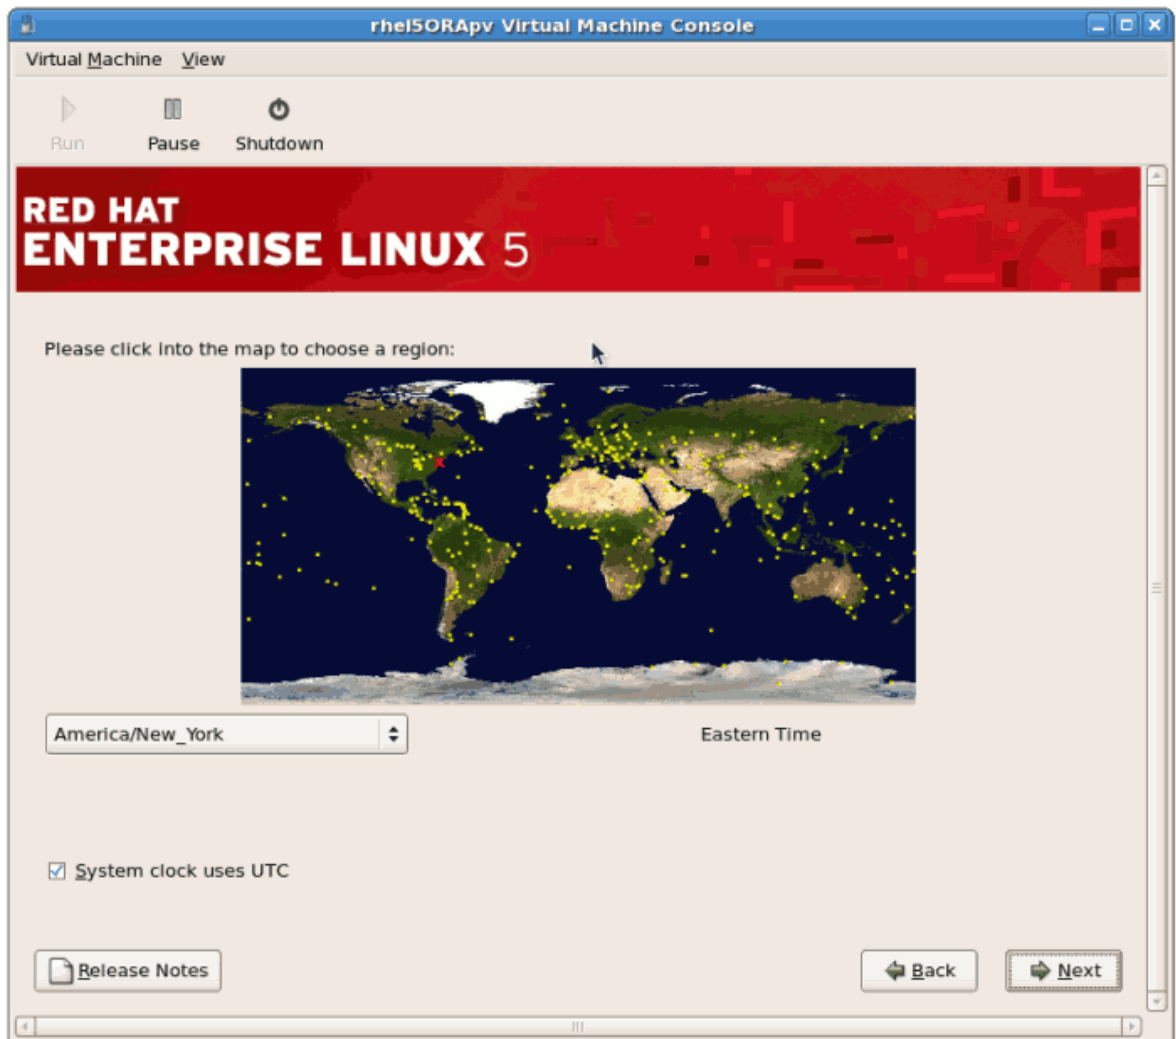 rhel5ORApv Virtual Machine Console
Virtual Machine View
Run Pause Shutdown
RED HAT
ENTERPRISE LINUX 5
Please click into the map to choose a region:
America/New_York Eastern Time
System clock uses UTC
Release Notes Back Next